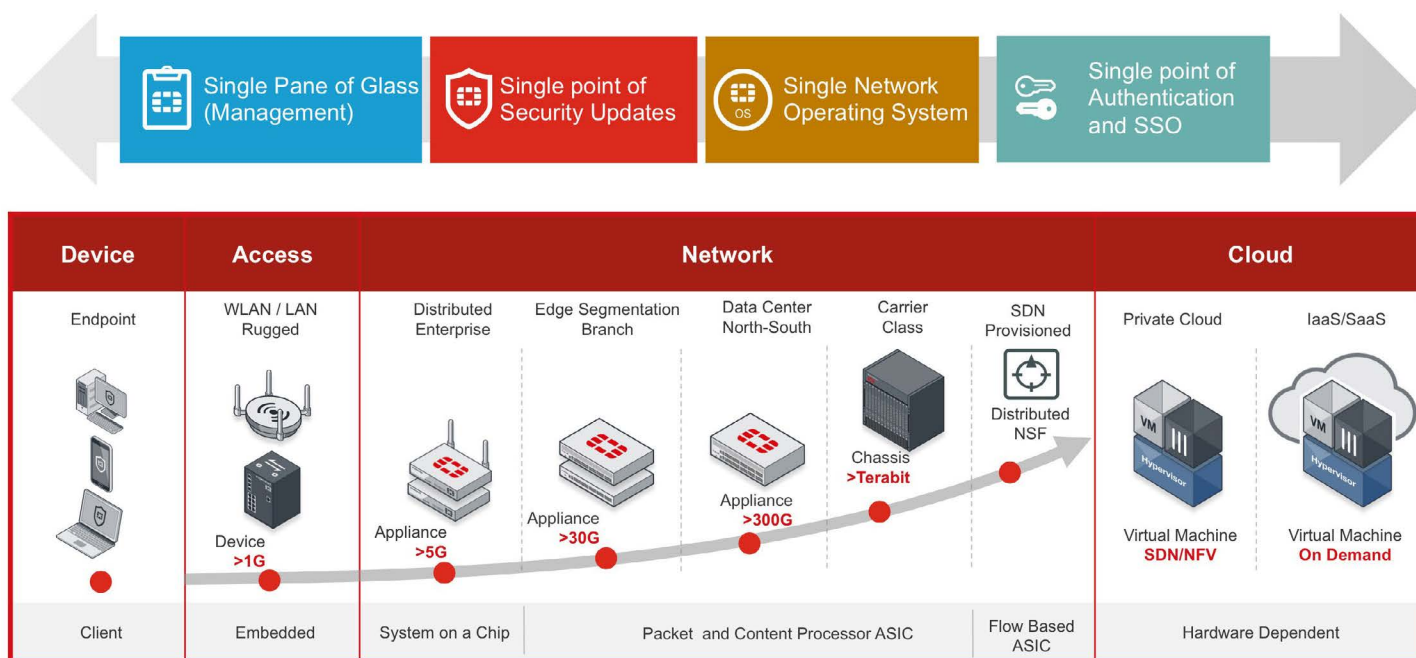 Single Pane of Glass
(Management)
Single point of
Security Updates
OS
Single Network
Operating System
Single point of
Authentication
and SSO
Device
Access
Network
Cloud
Endpoint
WLAN / LAN
Rugged
Distributed
Enterprise
Edge Segmentation
Branch
Data Center
North-South
Carrier
Class
SDN
Provisioned
Private Cloud
IaaS/SaaS
Distributed
NSF
VM
Hypervisor
VM
Hypervisor
Device
>1G
Appliance
>5G
Appliance
>30G
Appliance
>300G
Chassis
>Terabit
Virtual Machine
SDN/NFV
Virtual Machine
On Demand
Client
Embedded
System on a Chip
Packet and Content Processor ASIC
Flow Based
ASIC
Hardware Dependent